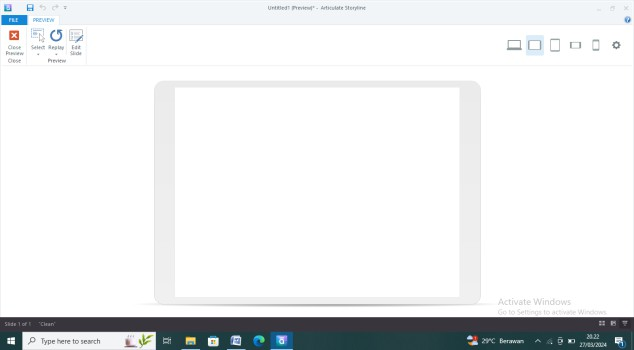 Untitled1 (Preview)* - Articulate Storyline
FILE PREVIEW
Close Preview
Select
Replay
Edit Slide
Close
Preview
Activate Windows
Go to Settings to activate Windows.
Slide 1 of 1 "Clean"
Type here to search
29°C Berawan
20.22
27/03/2024